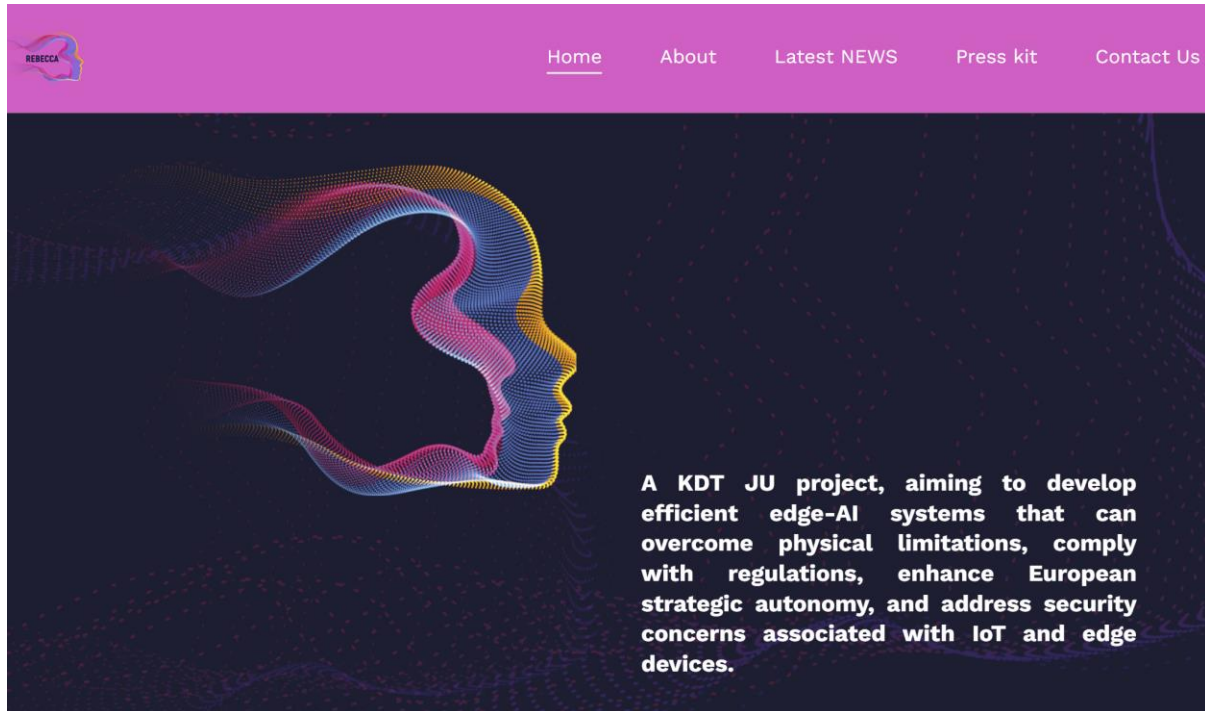 REBECCA
Home
About
Latest NEWS
Press kit
Contact Us
A KDT JU project, aiming to develop
efficient edge-AI systems that can
overcome physical limitations, comply
with regulations, enhance European
strategic autonomy, and address security
concerns associated with IoT and edge
devices.